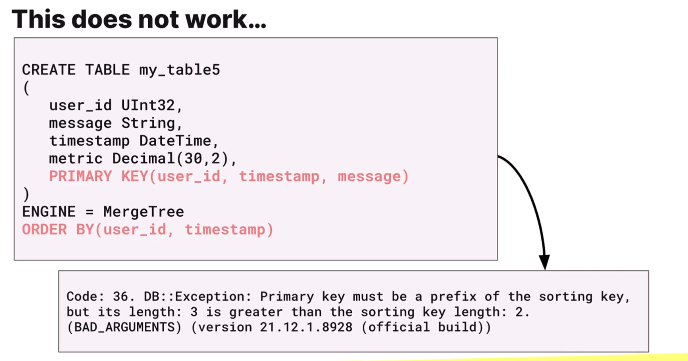 This does not work…
CREATE TABLE my_table5
(
user_id UInt32,
message String,
timestamp DateTime,
metric Decimal(30,2),
PRIMARY KEY(user_id, timestamp, message)
)
ENGINE = MergeTree
ORDER BY(user_id, timestamp)
Code: 36. DB::Exception: Primary key must be a prefix of the sorting key,
but its length: 3 is greater than the sorting key length: 2.
(BAD_ARGUMENTS) (version 21.12.1.8928 (official build))